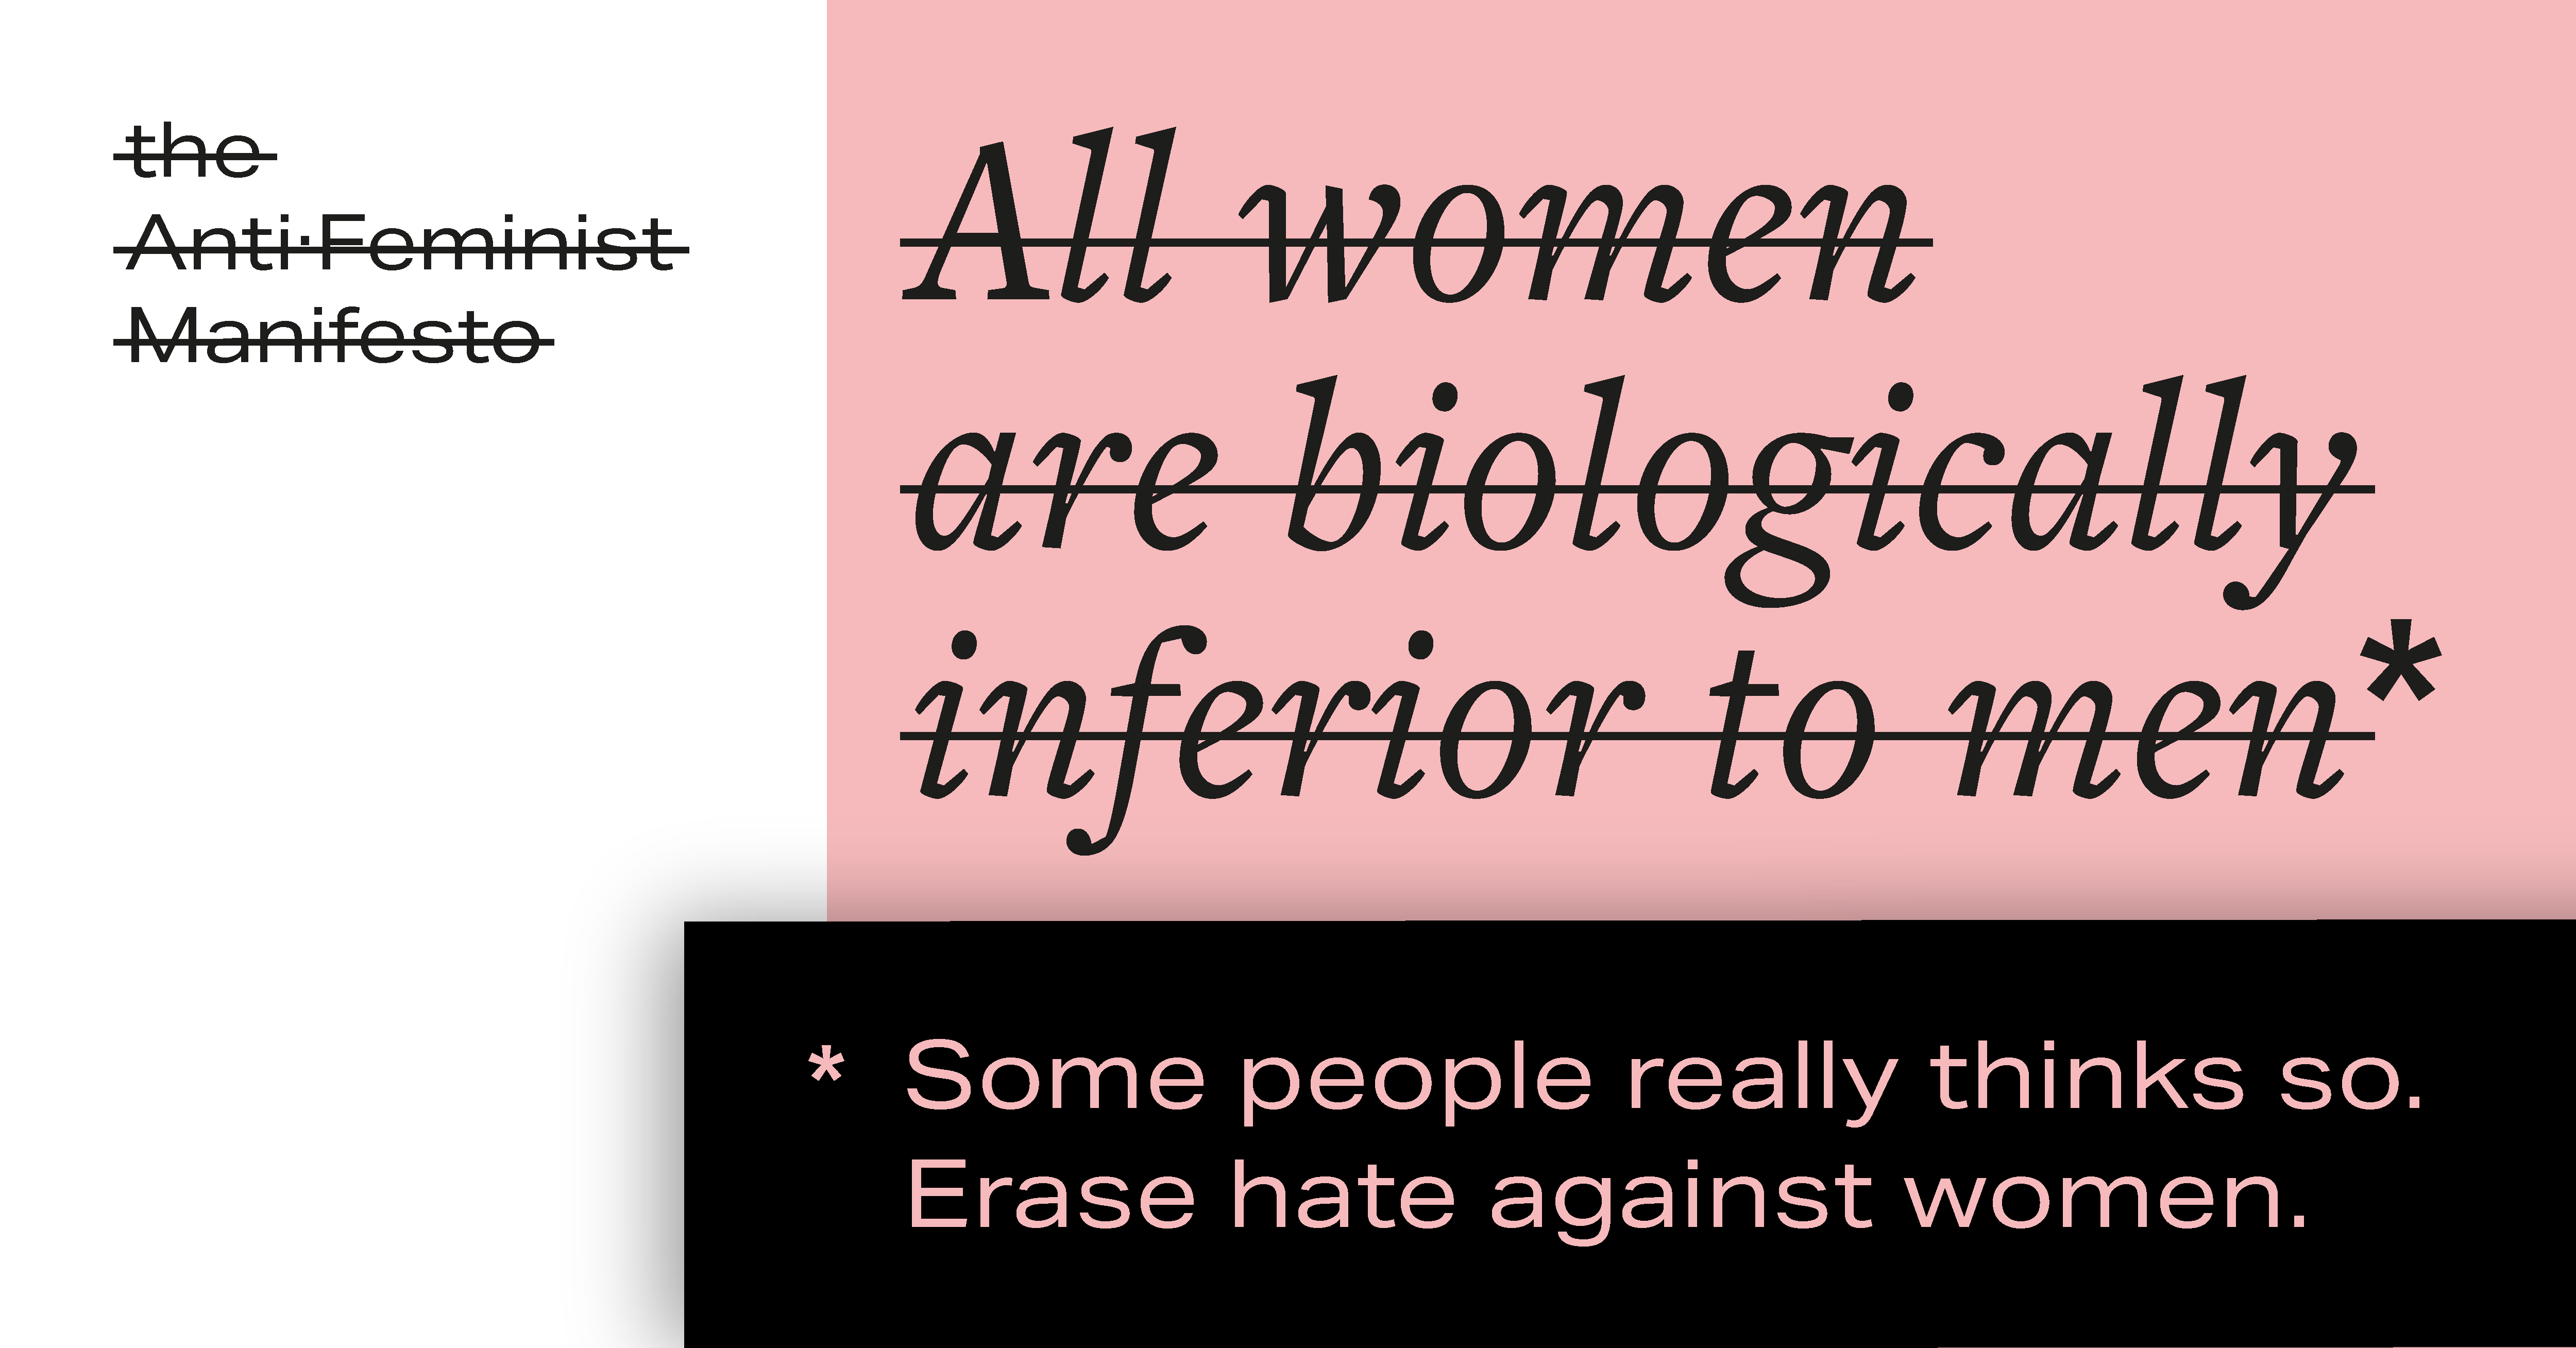 the
Anti·Feminist
Manifesto
All women
are biologically
inferior to men*
* Some people really thinks so.
Erase hate against women.